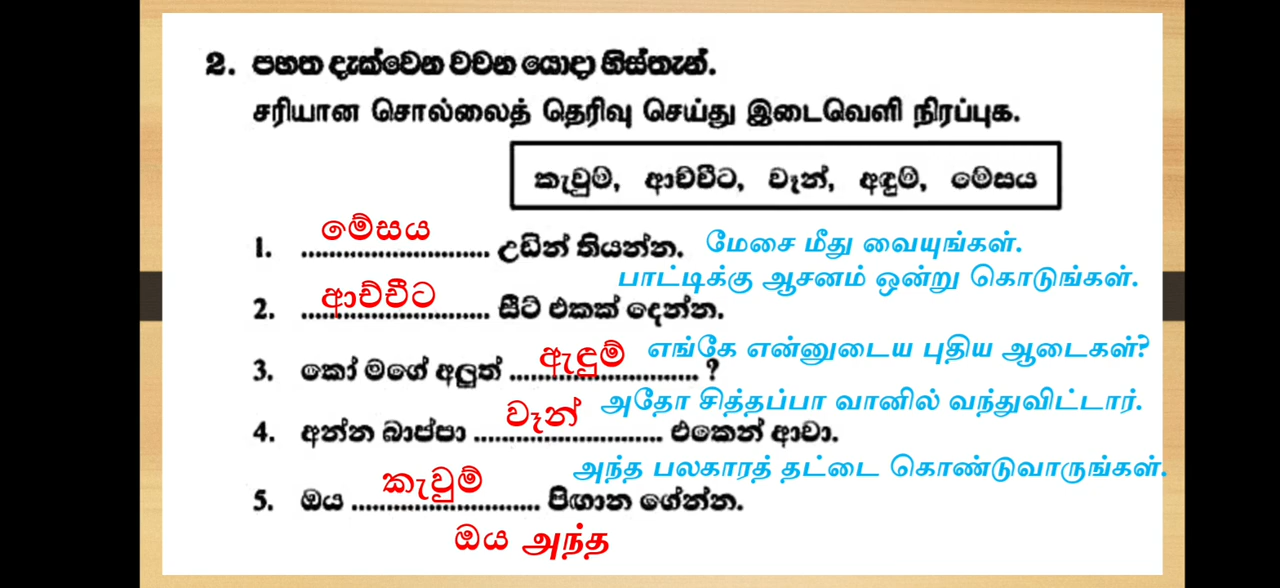 2. පහත දැක්වෙන වචන යොදා හිස්තැන්.
சரியான சொல்லைத் தெரிவு செய்து இடைவெளி நிரப்புக.
කැවුම්, ආච්චීට, වෑන්, අඳුම්, මේසය
1. මේසය උඩින් තියන්න. மேசை மீது வையுங்கள்.
பாட்டிக்கு ஆசனம் ஒன்று கொடுங்கள்.
2. ආච්චීට සීට් එකක් දෙන්න.
3. කෝ මගේ අලුත් ඇඳුම් ? எங்கே என்னுடைய புதிய ஆடைகள்?
4. අන්න බාප්පා වෑන් එකෙන් ආවා. அதோ சித்தப்பா வானில் வந்துவிட்டார்.
அந்த பலகாரத் தட்டை கொண்டுவாருங்கள்.
5. ඔය කැවුම් පිඟාන ගේන්න.
ඔය அந்த